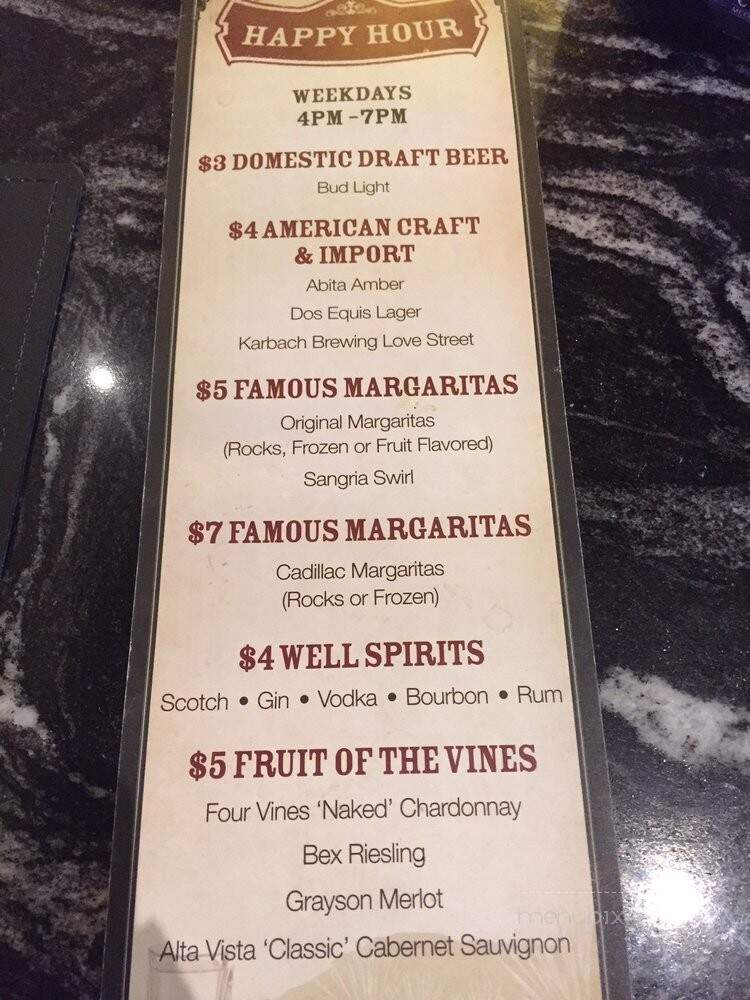 HAPPY HOUR
WEEKDAYS
4PM -7PM
$3 DOMESTIC DRAFT BEER
Bud Light
$4 AMERICAN CRAFT
& IMPORT
Abita Amber
Dos Equis Lager
Karbach Brewing Love Street
$5 FAMOUS MARGARITAS
Original Margaritas
(Rocks, Frozen or Fruit Flavored)
Sangria Swirl
$7 FAMOUS MARGARITAS
Cadillac Margaritas
(Rocks or Frozen)
$4 WELL SPIRITS
Scotch • Gin • Vodka • Bourbon • Rum
$5 FRUIT OF THE VINES
Four Vines ‘Naked’ Chardonnay
Bex Riesling
Grayson Merlot
Alta Vista ‘Classic’ Cabernet Sauvignon
menupix